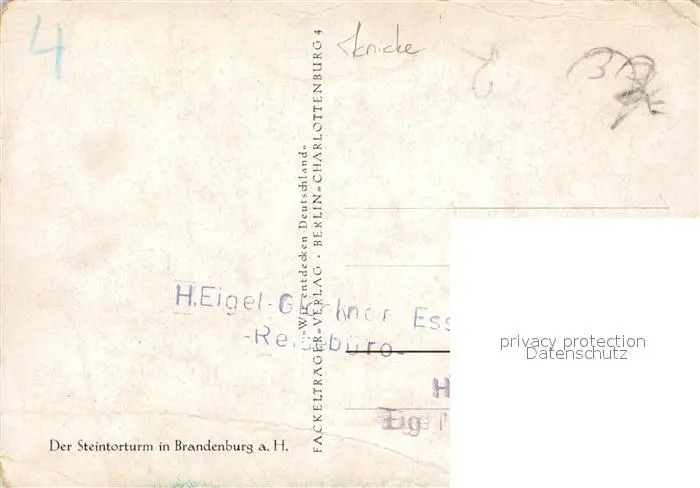 4
Knicke
»Wir entdecken Deutschland«
FACKELTRÄGER-VERLAG · BERLIN-CHARLOTTENBURG 4
H.Eigel-
-Reisebüro-
H
Eigel
privacy protection
Datenschutz
Der Steintorturm in Brandenburg a. H.